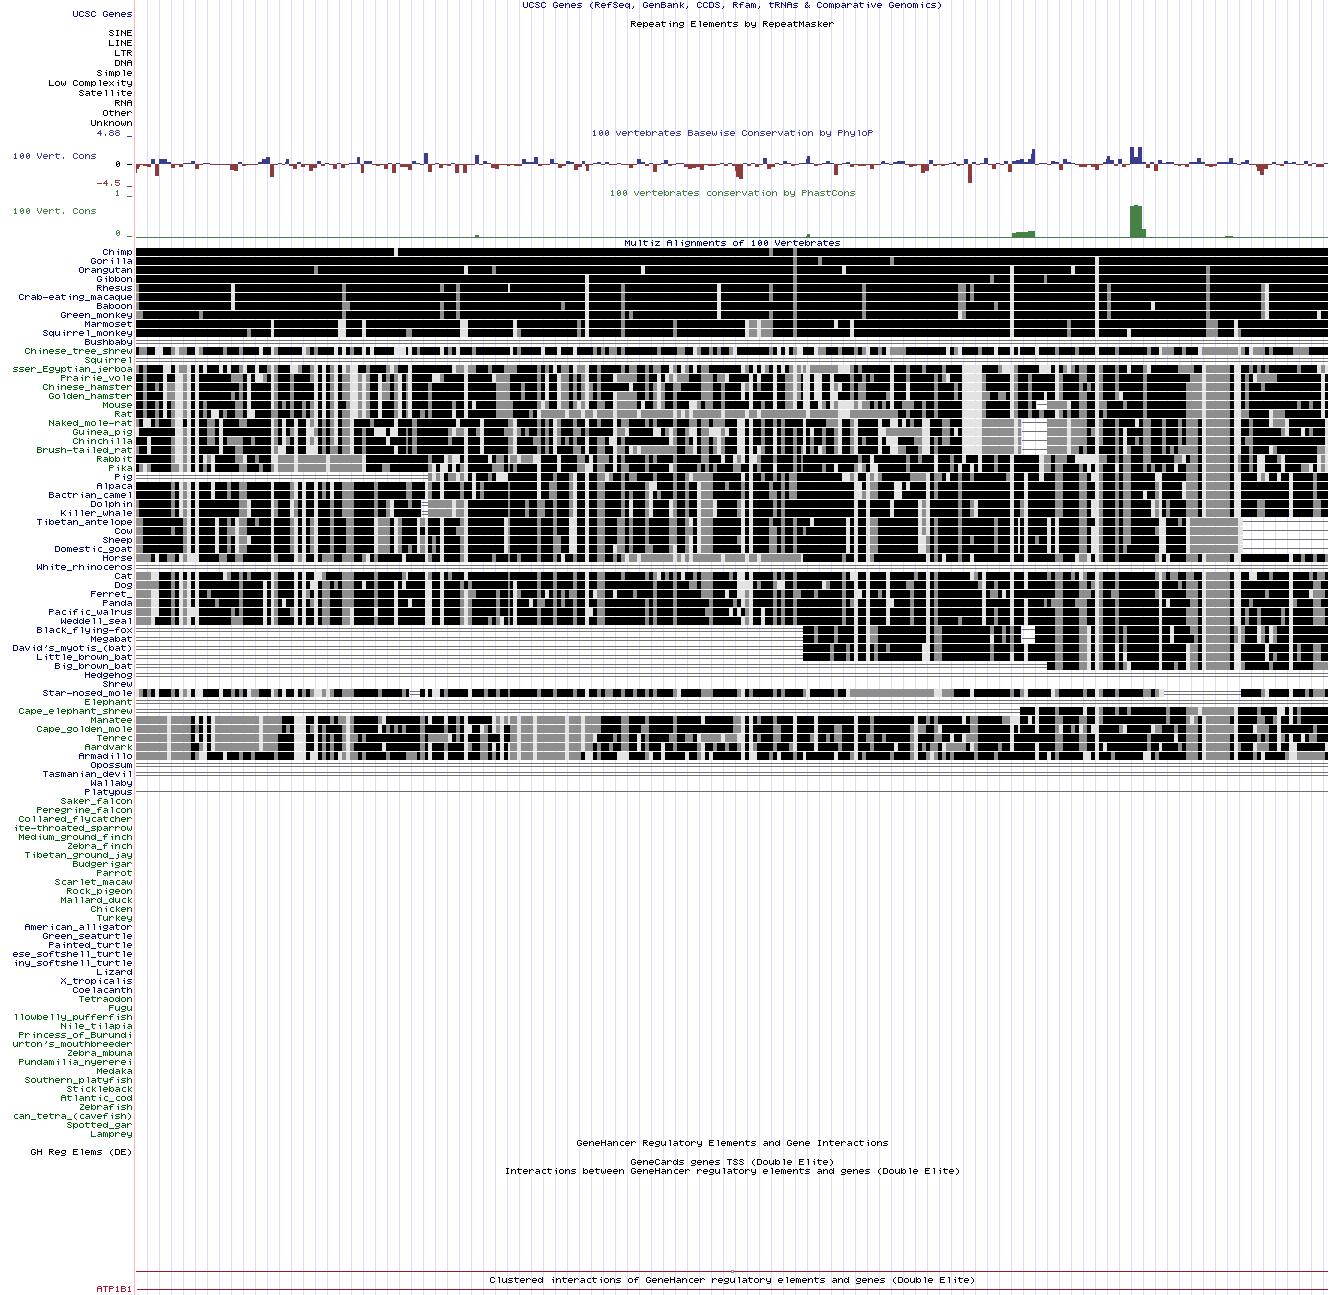 UCSC Genes (RefSeq, GenBank, CCDS, Rfam, tRNAs & Comparative Genomics)
UCSC Genes
Repeating Elements by RepeatMasker
SINE
LINE
LTR
DNA
Simple
Low Complexity
Satellite
RNA
Other
Unknown
4.88 _
100 vertebrates Basewise Conservation by PhyloP
100 Vert. Cons
0 -
-4.5 _
1 _
100 vertebrates conservation by PhastCons
100 Vert. Cons
0 _
Multiz Alignments of 100 Vertebrates
Chimp
Gorilla
Orangutan
Gibbon
Rhesus
Crab-eating_macaque
Baboon
Green_monkey
Marmoset
Squirrel_monkey
Bushbaby
Chinese_tree_shrew
Squirrel
sser_Egyptian_jerboa
Prairie_vole
Chinese_hamster
Golden_hamster
Mouse
Rat
Naked_mole-rat
Guinea_pig
Chinchilla
Brush-tailed_rat
Rabbit
Pika
Pig
Alpaca
Bactrian_camel
Dolphin
Killer_whale
Tibetan_antelope
Cow
Sheep
Domestic_goat
Horse
White_rhinoceros
Cat
Dog
Ferret_
Panda
Pacific_walrus
Weddell_seal
Black_flying-fox
Megabat
David's_myotis_(bat)
Little_brown_bat
Big_brown_bat
Hedgehog
Shrew
Star-nosed_mole
Elephant
Cape_elephant_shrew
Manatee
Cape_golden_mole
Tenrec
Aardvark
Armadillo
Opossum
Tasmanian_devil
Wallaby
Platypus
Saker_falcon
Peregrine_falcon
Collared_flycatcher
ite-throated_sparrow
Medium_ground_finch
Zebra_finch
Tibetan_ground_jay
Budgerigar
Parrot
Scarlet_macaw
Rock_pigeon
Mallard_duck
Chicken
Turkey
American_alligator
Green_seaturtle
Painted_turtle
ese_softshell_turtle
iny_softshell_turtle
Lizard
X_tropicalis
Coelacanth
Tetraodon
Fugu
llowbelly_pufferfish
Nile_tilapia
Princess_of_Burundi
urton's_mouthbreeder
Zebra_mbuna
Pundamilia_nyererei
Medaka
Southern_platyfish
Stickleback
Atlantic_cod
Zebrafish
can_tetra_(cavefish)
Spotted_gar
Lamprey
GeneHancer Regulatory Elements and Gene Interactions
GH Reg Elems (DE)
GeneCards genes TSS (Double Elite)
Interactions between GeneHancer regulatory elements and genes (Double Elite)
Clustered interactions of GeneHancer regulatory elements and genes (Double Elite)
ATP1B1